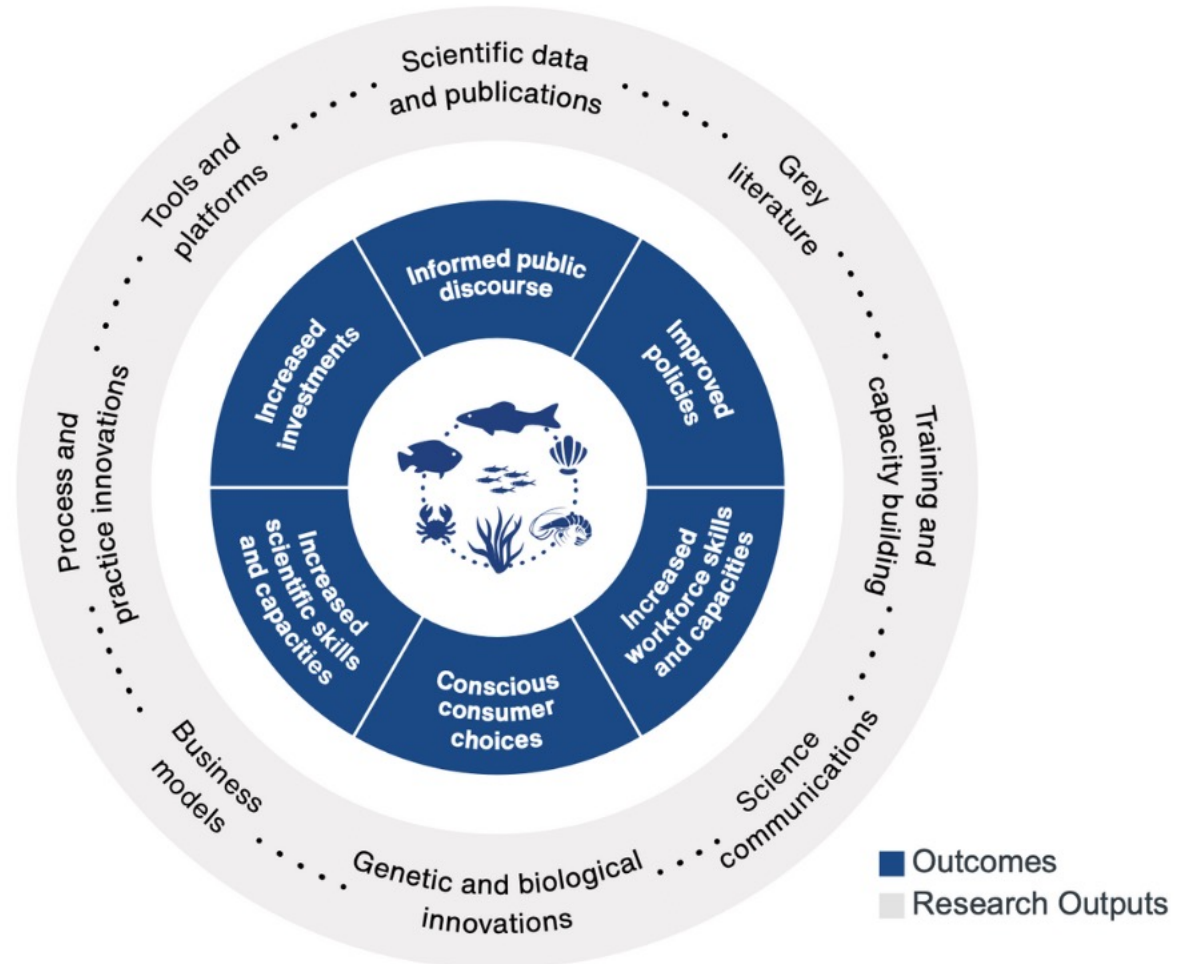 Scientific data
and publications
Grey
literature
Training and
capacity building
Science
communications
Genetic and biological
innovations
Business
models
Process and
practice innovations
Tools and
platforms
Informed public
discourse
Improved
policies
Increased
workforce skills
and capacities
Conscious
consumer
choices
Increased
scientific skills
and capacities
Increased
investments
Outcomes
Research Outputs